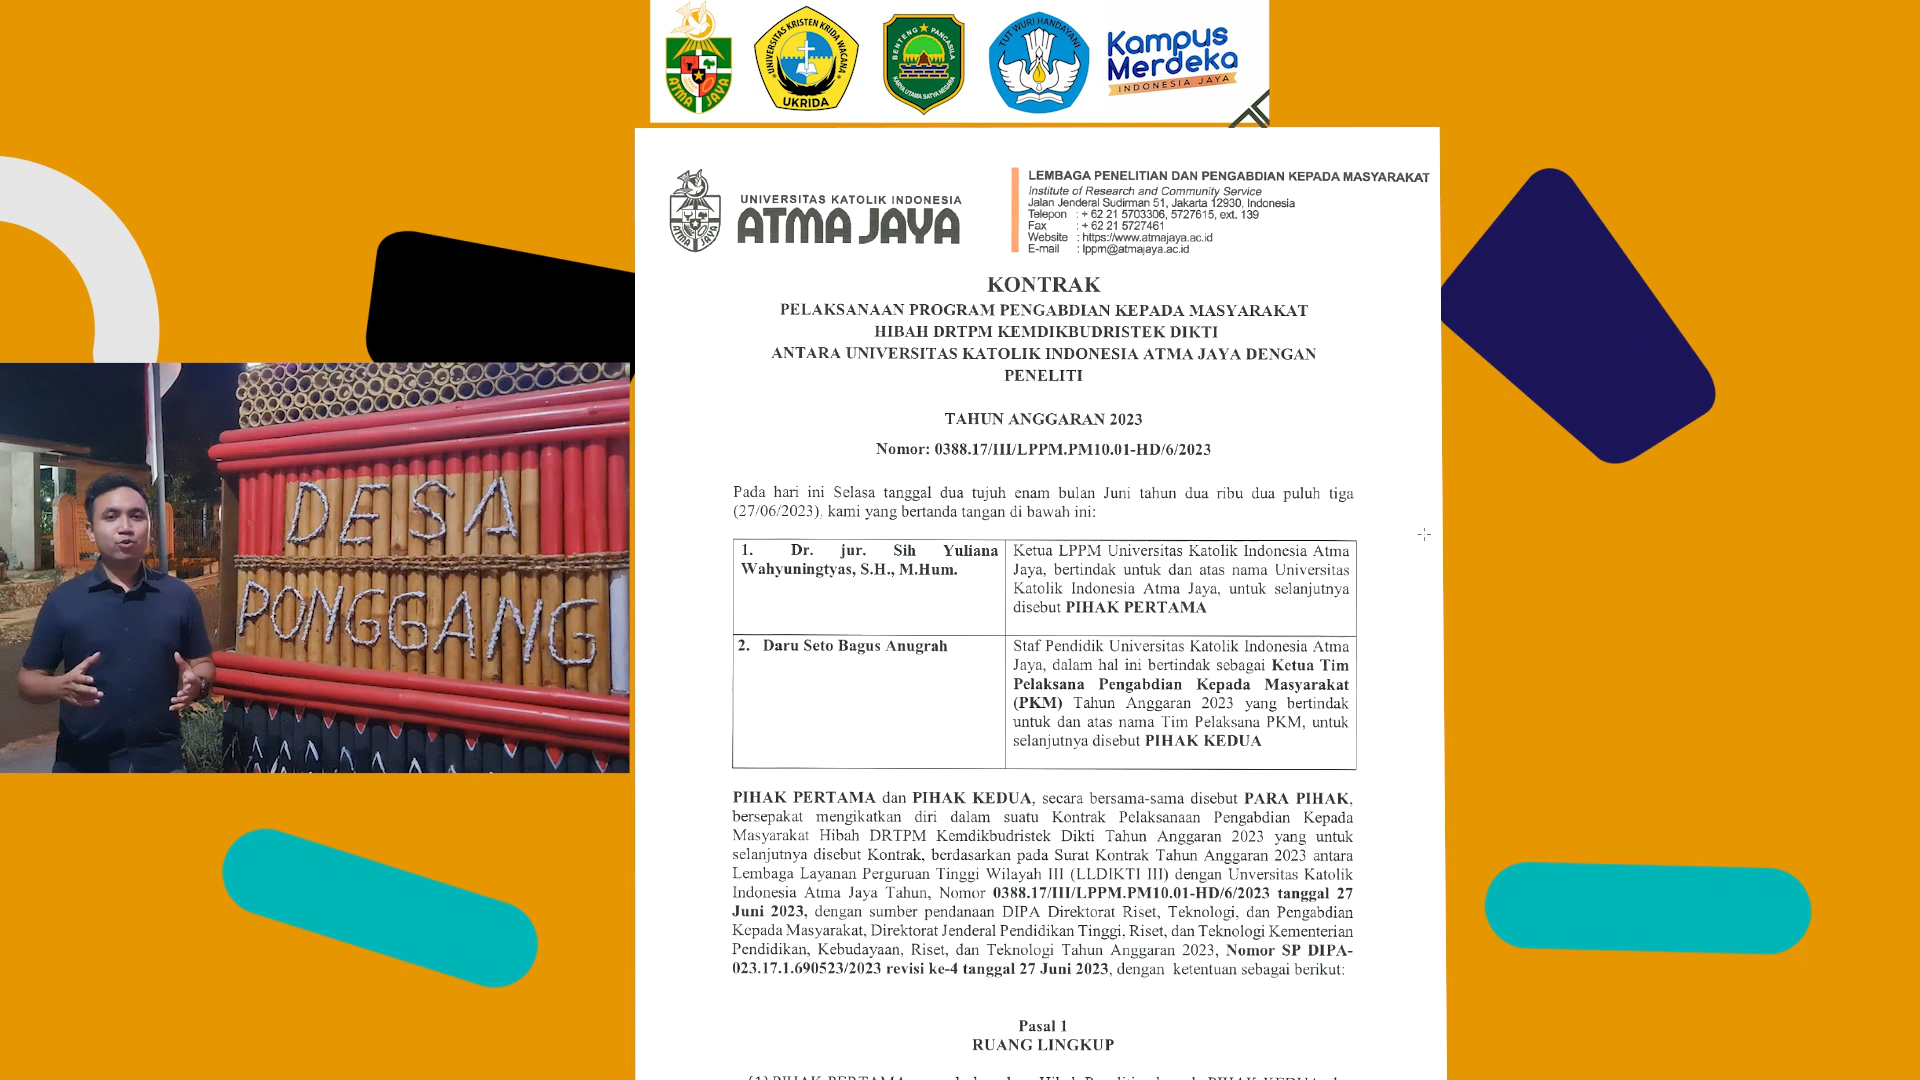 ATMA JAYA
UNIVERSITAS KRISTEN KRIDA WACANA
UKRIDA
BENTENG PANCASILA
KARYA UTAMA SATYA NEGARA
TUT WURI HANDAYANI
Kampus
Merdeka
INDONESIA JAYA
ATMA JAYA
UNIVERSITAS KATOLIK INDONESIA
ATMA JAYA
LEMBAGA PENELITIAN DAN PENGABDIAN KEPADA MASYARAKAT
Institute of Research and Community Service
Jalan Jenderal Sudirman 51, Jakarta 12930, Indonesia
Telepon : + 62 21 5703306, 5727615, ext. 139
Fax : + 62 21 5727461
Website : https://www.atmajaya.ac.id
E-mail : lppm@atmajaya.ac.id
KONTRAK
PELAKSANAAN PROGRAM PENGABDIAN KEPADA MASYARAKAT
HIBAH DRTPM KEMDIKBUDRISTEK DIKTI
ANTARA UNIVERSITAS KATOLIK INDONESIA ATMA JAYA DENGAN
PENELITI
TAHUN ANGGARAN 2023
Nomor: 0388.17/III/LPPM.PM10.01-HD/6/2023
Pada hari ini Selasa tanggal dua tujuh enam bulan Juni tahun dua ribu dua puluh tiga
(27/06/2023), kami yang bertanda tangan di bawah ini:
1. Dr. jur. Sih Yuliana
Wahyuningtyas, S.H., M.Hum.
Ketua LPPM Universitas Katolik Indonesia Atma
Jaya, bertindak untuk dan atas nama Universitas
Katolik Indonesia Atma Jaya, untuk selanjutnya
disebut PIHAK PERTAMA
2. Daru Seto Bagus Anugrah
Staf Pendidik Universitas Katolik Indonesia Atma
Jaya, dalam hal ini bertindak sebagai Ketua Tim
Pelaksana Pengabdian Kepada Masyarakat
(PKM) Tahun Anggaran 2023 yang bertindak
untuk dan atas nama Tim Pelaksana PKM, untuk
selanjutnya disebut PIHAK KEDUA
PIHAK PERTAMA dan PIHAK KEDUA, secara bersama-sama disebut PARA PIHAK,
bersepakat mengikatkan diri dalam suatu Kontrak Pelaksanaan Pengabdian Kepada
Masyarakat Hibah DRTPM Kemdikbudristek Dikti Tahun Anggaran 2023 yang untuk
selanjutnya disebut Kontrak, berdasarkan pada Surat Kontrak Tahun Anggaran 2023 antara
Lembaga Layanan Perguruan Tinggi Wilayah III (LLDIKTI III) dengan Unversitas Katolik
Indonesia Atma Jaya Tahun, Nomor 0388.17/III/LPPM.PM10.01-HD/6/2023 tanggal 27
Juni 2023, dengan sumber pendanaan DIPA Direktorat Riset, Teknologi, dan Pengabdian
Kepada Masyarakat, Direktorat Jenderal Pendidikan Tinggi, Riset, dan Teknologi Kementerian
Pendidikan, Kebudayaan, Riset, dan Teknologi Tahun Anggaran 2023, Nomor SP DIPA-
023.17.1.690523/2023 revisi ke-4 tanggal 27 Juni 2023, dengan ketentuan sebagai berikut:
Pasal 1
RUANG LINGKUP
DESA
PONGGANG